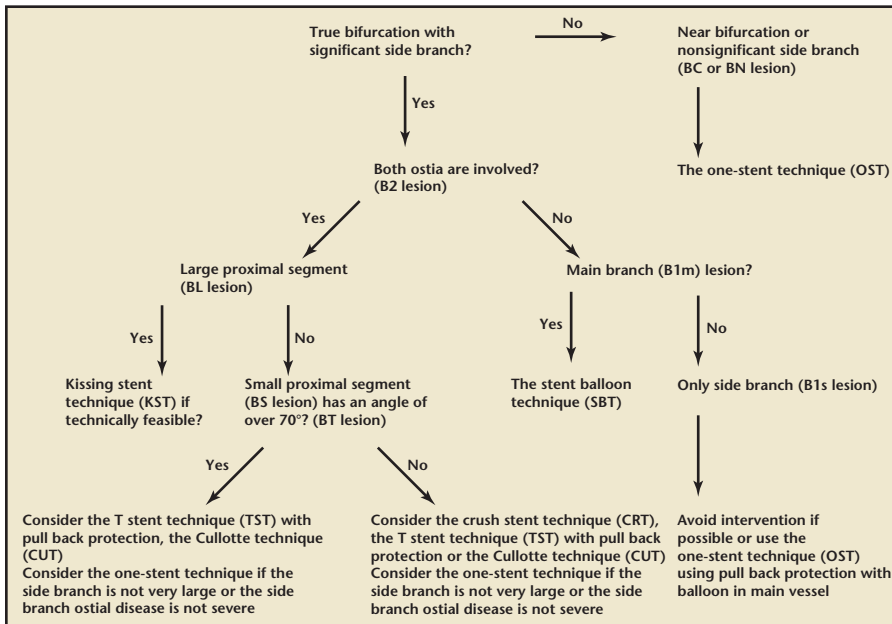 True bifurcation with
significant side branch?
No
Near bifurcation or
nonsignificant side branch
(BC or BN lesion)
Yes
Both ostia are involved?
(B2 lesion)
The one-stent technique (OST)
Yes
No
Large proximal segment
(BL lesion)
Main branch (B1m) lesion?
Yes
No
Yes
No
Kissing stent
technique (KST) if
technically feasible?
Small proximal segment
(BS lesion) has an angle of
over 70°? (BT lesion)
The stent balloon
technique (SBT)
Only side branch (B1s lesion)
Yes
No
Consider the T stent technique (TST) with
pull back protection, the Cullotte technique
(CUT)
Consider the one-stent technique if the
side branch is not very large or the side
branch ostial disease is not severe
Consider the crush stent technique (CRT),
the T stent technique (TST) with pull back
protection or the Cullotte technique (CUT)
Consider the one-stent technique if the
side branch is not very large or the side
branch ostial disease is not severe
Avoid intervention if
possible or use the
one-stent technique (OST)
using pull back protection with
balloon in main vessel